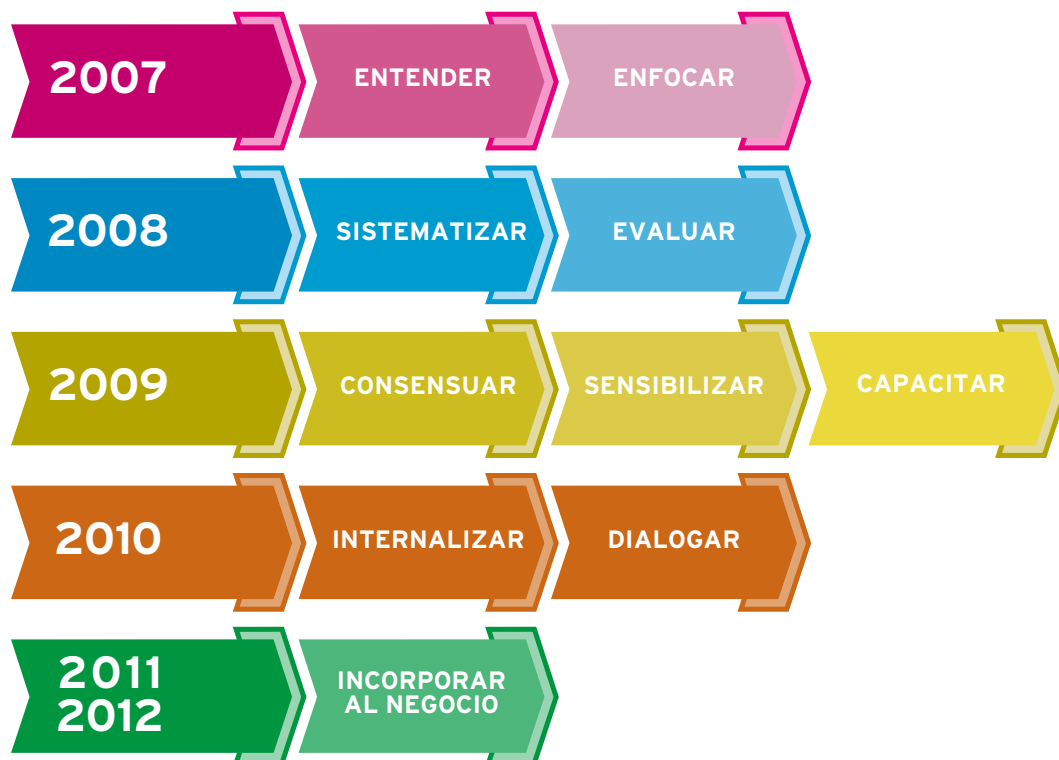 2007
ENTENDER
ENFOCAR
2008
SISTEMATIZAR
EVALUAR
2009
CONSENSUAR
SENSIBILIZAR
CAPACITAR
2010
INTERNALIZAR
DIALOGAR
2011
2012
INCORPORAR
AL NEGOCIO